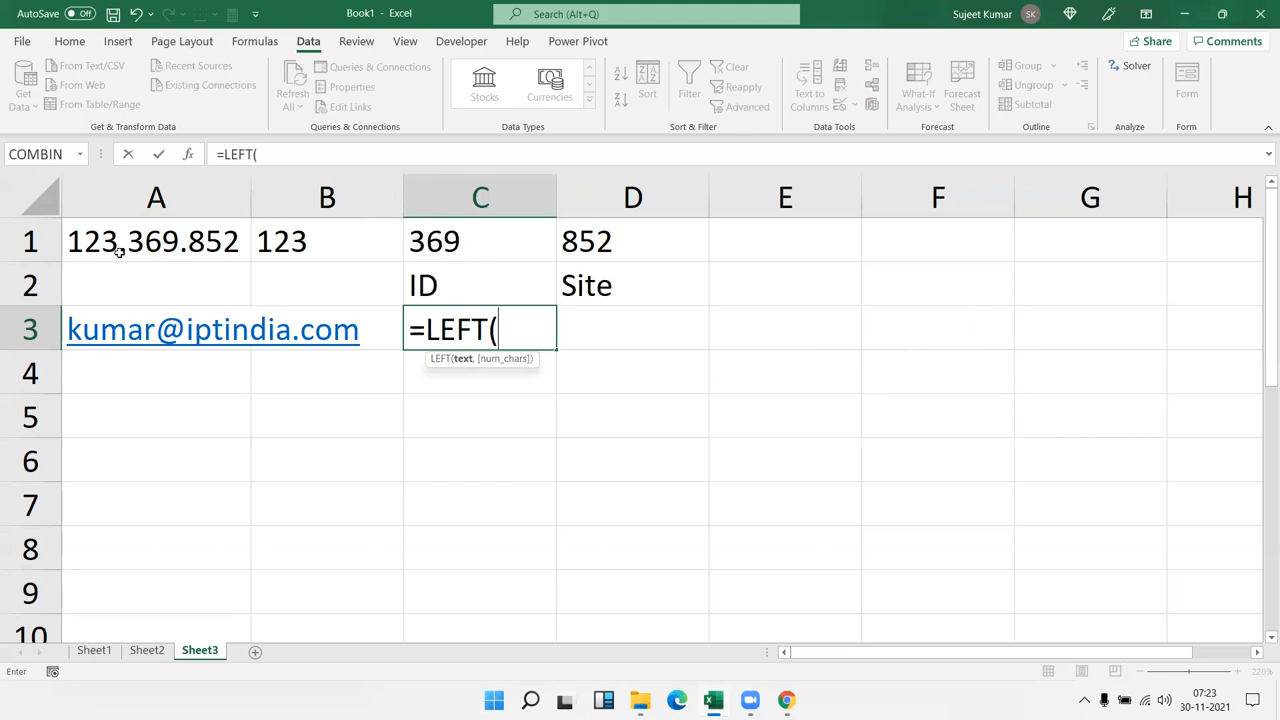 AutoSave Off Book1 - Excel Search (Alt+Q) Sujeet Kumar SK
File Home Insert Page Layout Formulas Data Review View Developer Help Power Pivot Share Comments
Get Data From Text/CSV From Web From Table/Range Recent Sources Existing Connections
Refresh All Queries & Connections Properties Edit Links
Stocks Currencies
Sort Filter Clear Reapply Advanced
Text to Columns What-If Analysis Forecast Sheet
Group Ungroup Subtotal Solver Form
Get & Transform Data Queries & Connections Data Types Sort & Filter Data Tools Forecast Outline Analyze Form
COMBIN fx =LEFT(
A B C D E F G H
1 123.369.852 123 369 852
2 ID Site
3 kumar@iptindia.com =LEFT(
LEFT(text, [num_chars])
4
5
6
7
8
9
10
Sheet1 Sheet2 Sheet3
Enter 220%
07:23
30-11-2021